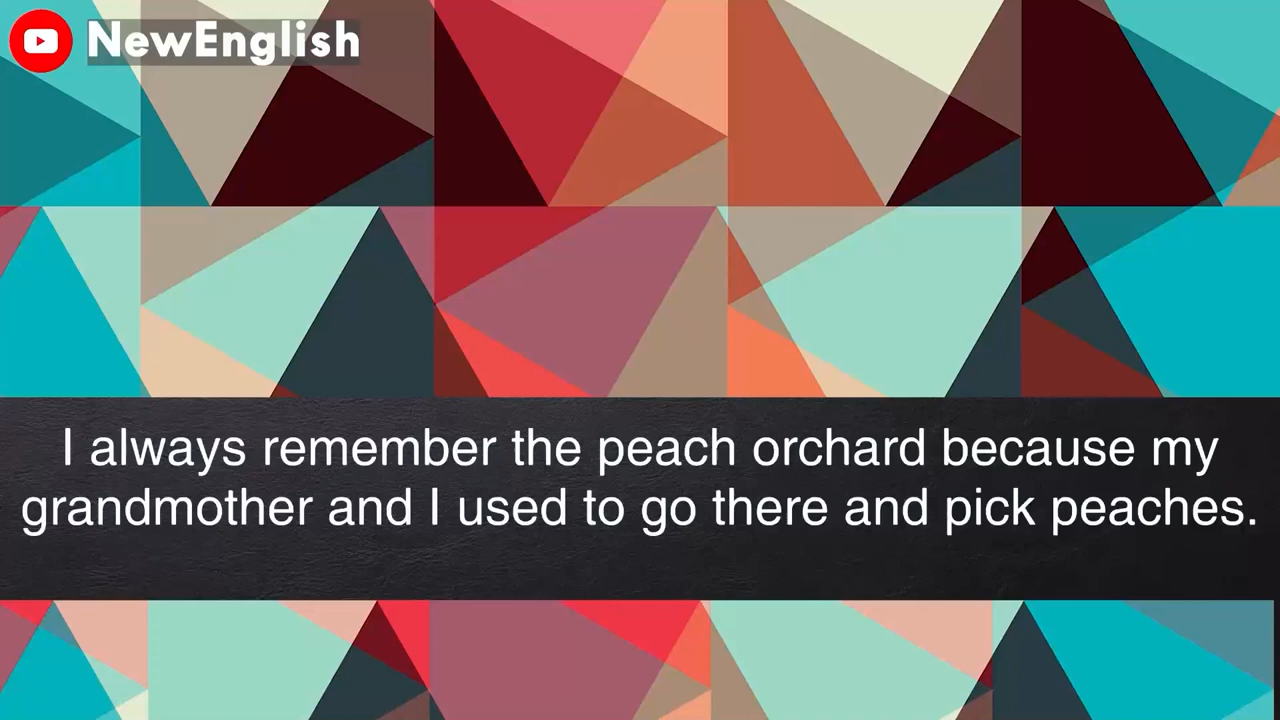 NewEnglish
I always remember the peach orchard because my
grandmother and I used to go there and pick peaches.